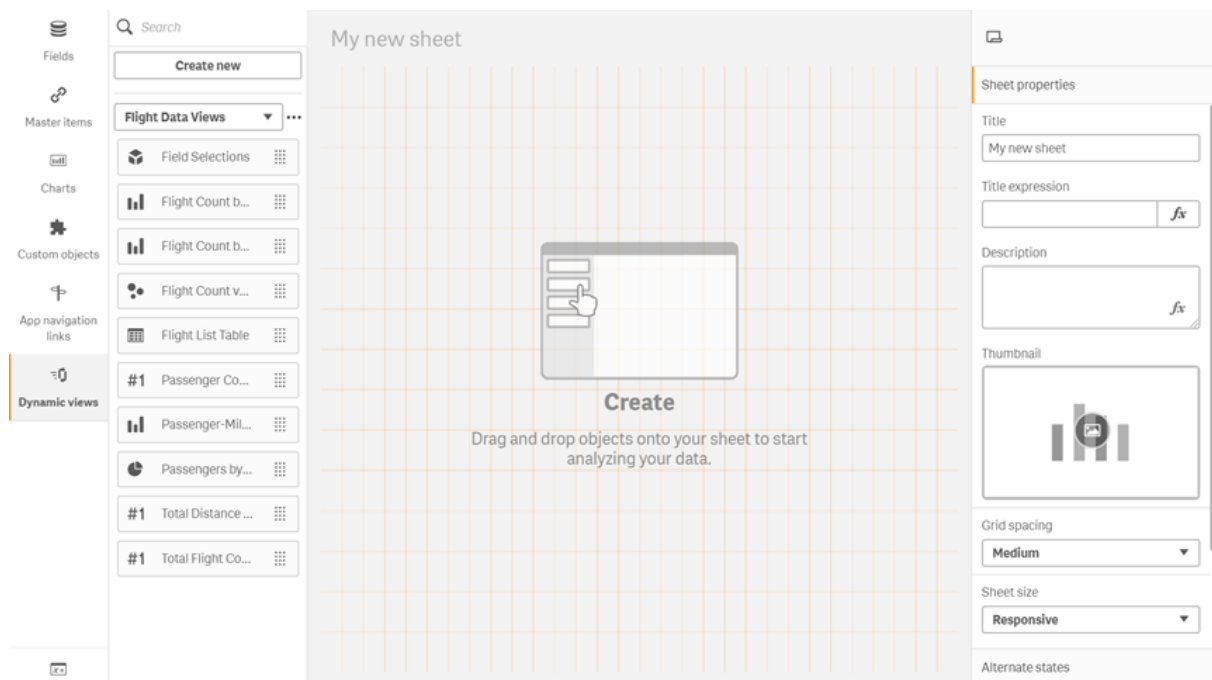 Fields
Master items
Charts
Custom objects
App navigation
links
Dynamic views
Search
Create new
Flight Data Views
Field Selections
Flight Count b...
Flight Count b...
Flight Count v...
Flight List Table
#1 Passenger Co...
Passenger-Mil...
Passengers by...
#1 Total Distance ...
#1 Total Flight Co...
My new sheet
Create
Drag and drop objects onto your sheet to start
analyzing your data.
Sheet properties
Title
My new sheet
Title expression
fx
Description
fx
Thumbnail
Grid spacing
Medium
Sheet size
Responsive
Alternate states